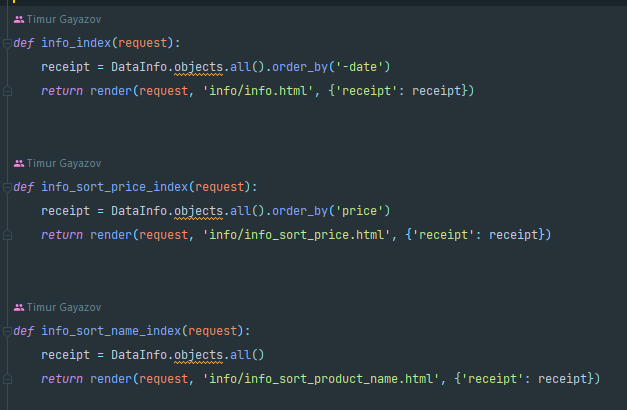 Timur Gayazov
def info_index(request):
receipt = DataInfo.objects.all().order_by('-date')
return render(request, 'info/info.html', {'receipt': receipt})
Timur Gayazov
def info_sort_price_index(request):
receipt = DataInfo.objects.all().order_by('price')
return render(request, 'info/info_sort_price.html', {'receipt': receipt})
Timur Gayazov
def info_sort_name_index(request):
receipt = DataInfo.objects.all()
return render(request, 'info/info_sort_product_name.html', {'receipt': receipt})